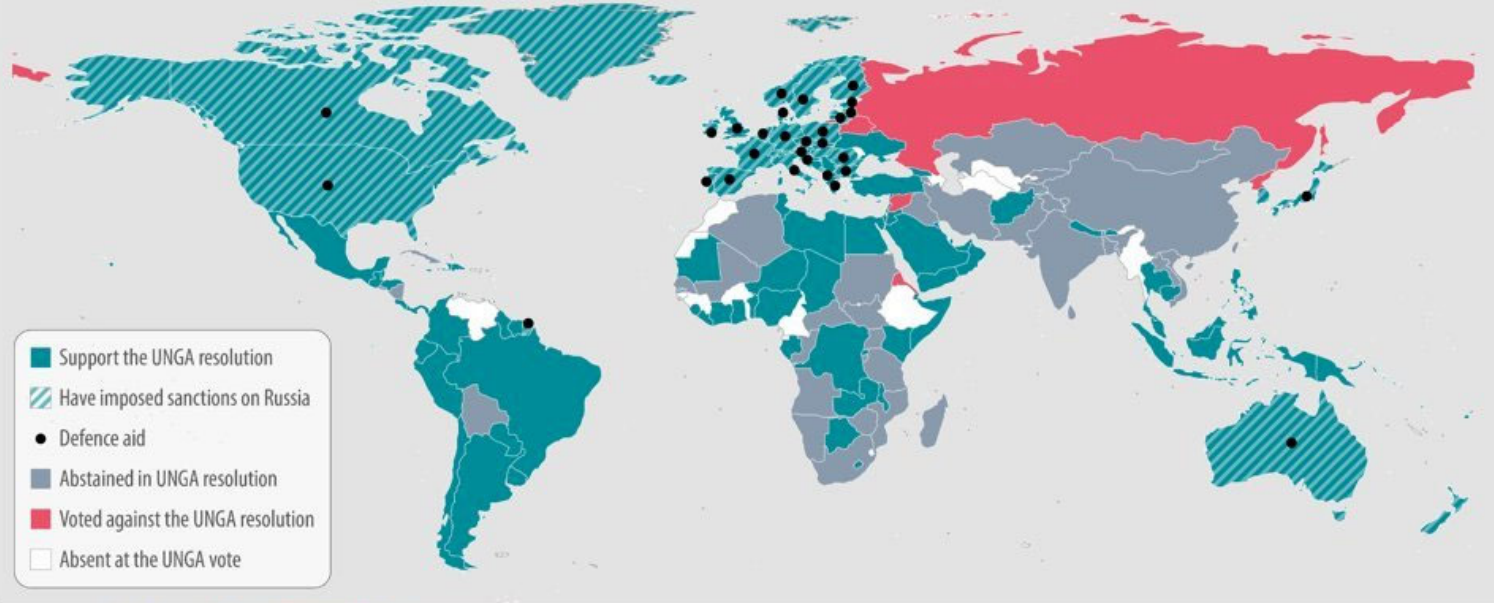 Support the UNGA resolution
Have imposed sanctions on Russia
Defence aid
Abstained in UNGA resolution
Voted against the UNGA resolution
Absent at the UNGA vote